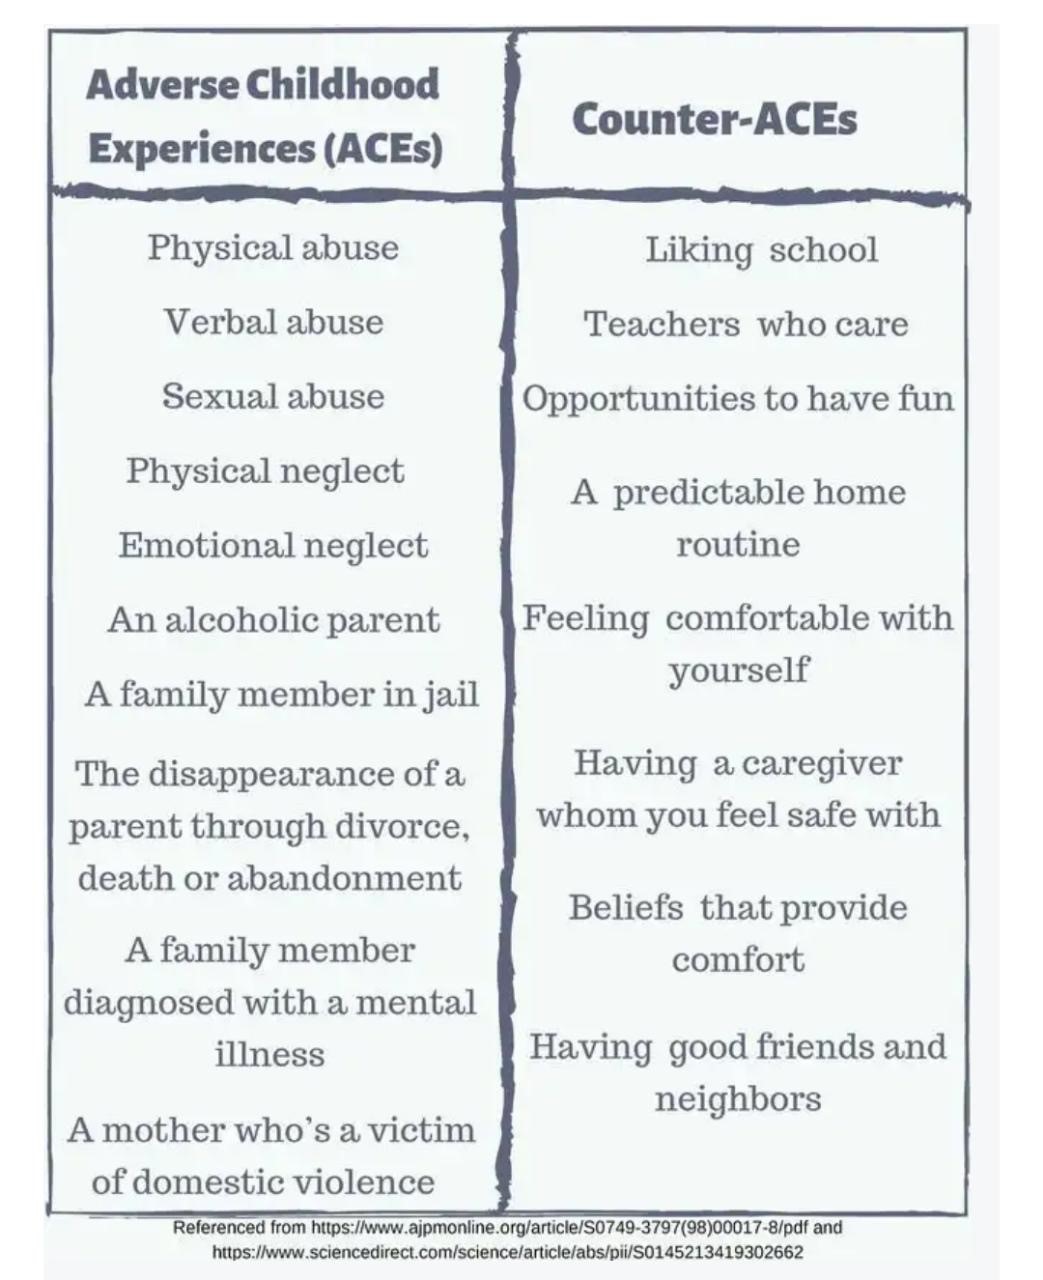 Adverse Childhood
Experiences (ACEs)
Physical abuse
Verbal abuse
Sexual abuse
Physical neglect
Emotional neglect
An alcoholic parent
A family member in jail
The disappearance of a
parent through divorce,
death or abandonment
A family member
diagnosed with a mental
illness
A mother who's a victim
of domestic violence
Counter-ACEs
Liking school
Teachers who care
Opportunities to have fun
A predictable home
routine
Feeling comfortable with
yourself
Having a caregiver
whom you feel safe with
Beliefs that provide
comfort
Having good friends and
neighbors
Referenced from https://www.ajpmonline.org/article/S0749-3797(98)00017-8/pdf and
https://www.sciencedirect.com/science/article/abs/pii/S0145213419302662